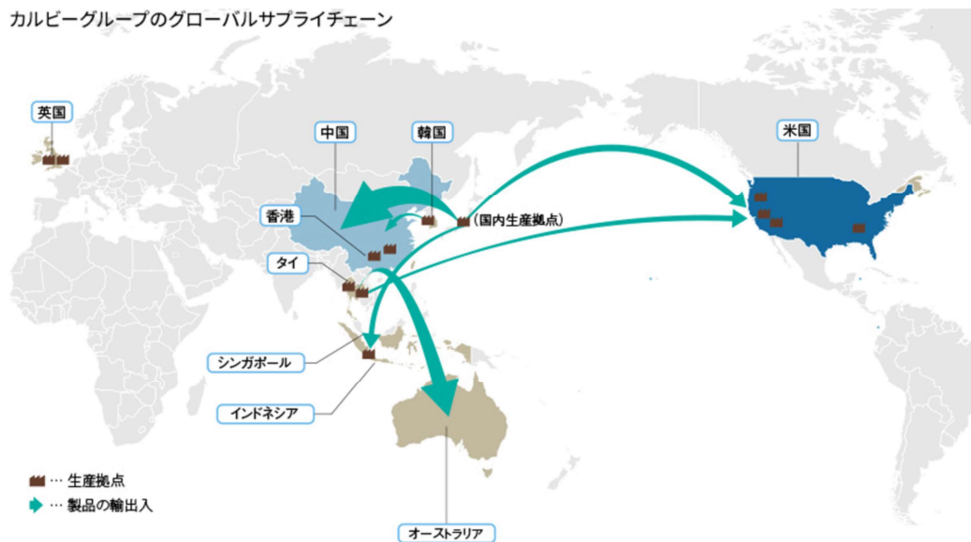 カルビーグループのグローバルサプライチェーン
英国
中国
韓国
米国
香港
(国内生産拠点)
タイ
シンガポール
インドネシア
… 生産拠点
… 製品の輸出入
オーストラリア